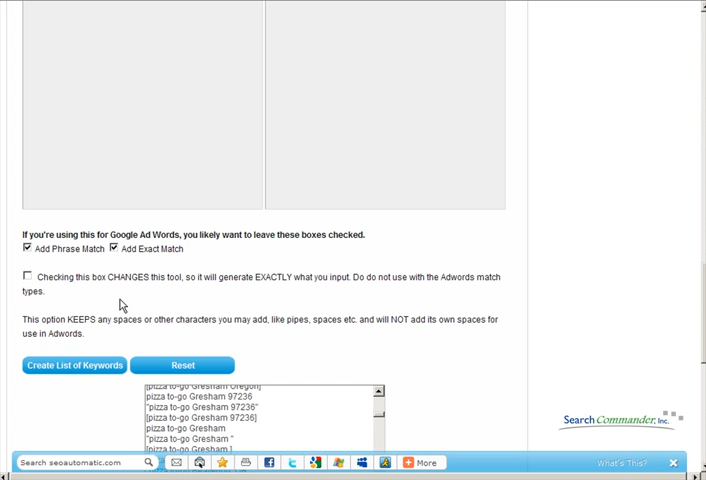 If you're using this for Google Ad Words, you likely want to leave these boxes checked.
Add Phrase Match Add Exact Match
Checking this box CHANGES this tool, so it will generate EXACTLY what you input. Do do not use with the Adwords match
types.
This option KEEPS any spaces or other characters you may add, like pipes, spaces etc. and will NOT add its own spaces for
use in Adwords.
Create List of Keywords Reset
[pizza to-go Gresham Oregon]
pizza to-go Gresham 97236
"pizza to-go Gresham 97236"
[pizza to-go Gresham 97236]
pizza to-go Gresham
"pizza to-go Gresham "
[pizza to-go Gresham ]
Search Commander, Inc.
Search seoautomatic.com More What's This?